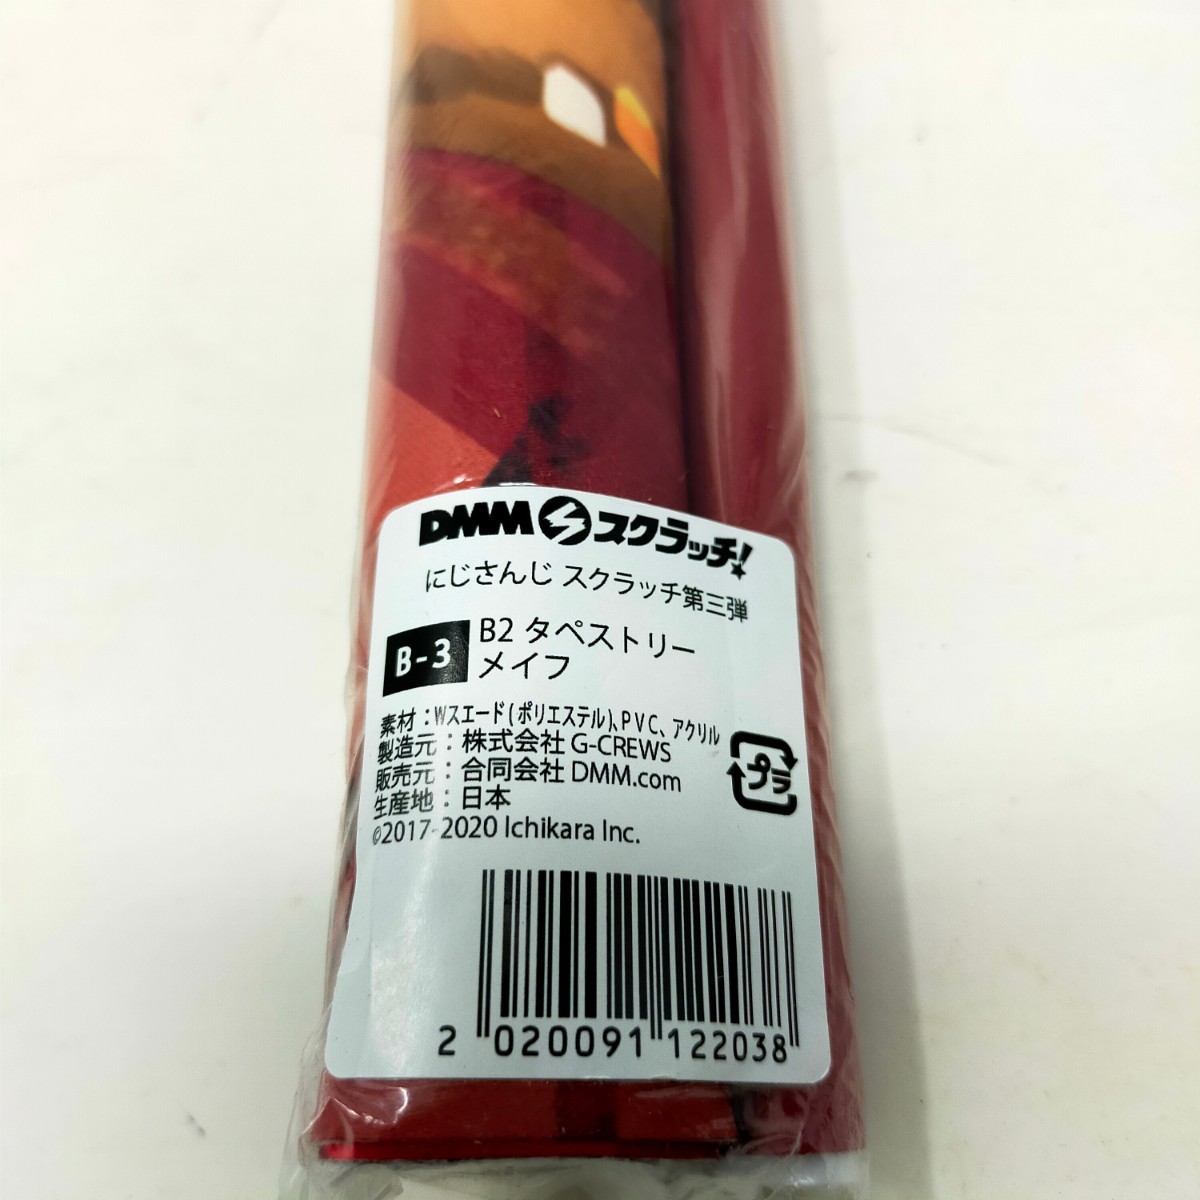 DMMスクラッチ!
にじさんじ スクラッチ第三弾
B-3
B2 タペストリー
メイフ
素材：Wスエード(ポリエステル)、PVC、アクリル
製造元：株式会社 G-CREWS
販売元：合同会社 DMM.com
生産地：日本
©2017-2020 Ichikara Inc.
プラ
2 020091 122038